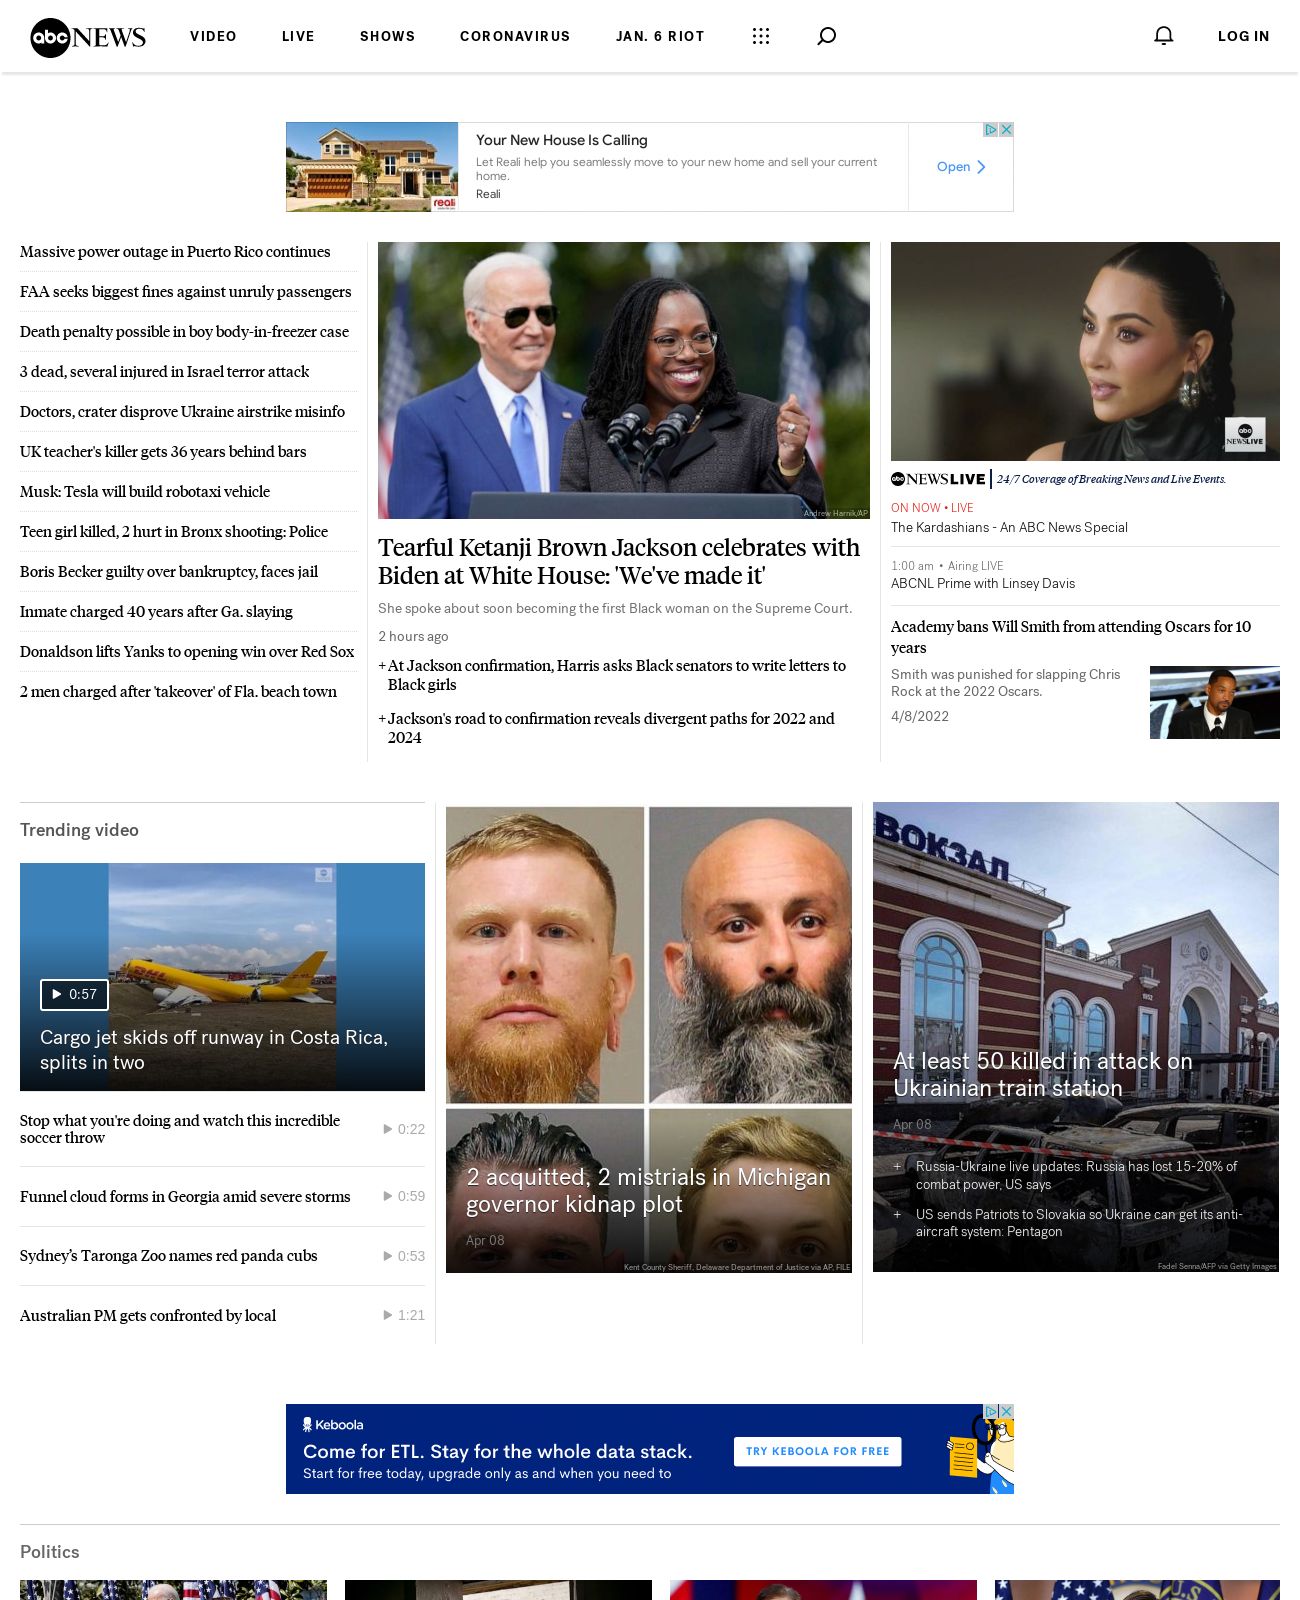 abc NEWS
VIDEO
LIVE
SHOWS
CORONAVIRUS
JAN. 6 RIOT
LOG IN
Your New House Is Calling
Let Reali help you seamlessly move to your new home and sell your current
home.
Reali
reali
Open
Massive power outage in Puerto Rico continues
FAA seeks biggest fines against unruly passengers
Death penalty possible in boy body-in-freezer case
3 dead, several injured in Israel terror attack
Doctors, crater disprove Ukraine airstrike misinfo
UK teacher's killer gets 36 years behind bars
Musk: Tesla will build robotaxi vehicle
Teen girl killed, 2 hurt in Bronx shooting: Police
Boris Becker guilty over bankruptcy, faces jail
Inmate charged 40 years after Ga. slaying
Donaldson lifts Yanks to opening win over Red Sox
2 men charged after 'takeover' of Fla. beach town
Andrew Harnik/AP
Tearful Ketanji Brown Jackson celebrates with
Biden at White House: 'We've made it'
She spoke about soon becoming the first Black woman on the Supreme Court.
2 hours ago
+ At Jackson confirmation, Harris asks Black senators to write letters to
Black girls
+ Jackson's road to confirmation reveals divergent paths for 2022 and
2024
abc
NEWSLIVE
abc NEWS LIVE
24/7 Coverage of Breaking News and Live Events.
ON NOW • LIVE
The Kardashians - An ABC News Special
1:00 am • Airing LIVE
ABCNL Prime with Linsey Davis
Academy bans Will Smith from attending Oscars for 10
years
Smith was punished for slapping Chris
Rock at the 2022 Oscars.
4/8/2022
Trending video
DHL
0:57
Cargo jet skids off runway in Costa Rica,
splits in two
Stop what you're doing and watch this incredible
soccer throw
0:22
Funnel cloud forms in Georgia amid severe storms
0:59
Sydney's Taronga Zoo names red panda cubs
0:53
Australian PM gets confronted by local
1:21
2 acquitted, 2 mistrials in Michigan
governor kidnap plot
Apr 08
Kent County Sheriff, Delaware Department of Justice via AP, FILE
ВОКЗАЛ
1952
At least 50 killed in attack on
Ukrainian train station
Apr 08
+ Russia-Ukraine live updates: Russia has lost 15-20% of
combat power, US says
+ US sends Patriots to Slovakia so Ukraine can get its anti-
aircraft system: Pentagon
Fadel Senna/AFP via Getty Images
Keboola
Come for ETL. Stay for the whole data stack.
Start for free today, upgrade only as and when you need to
TRY KEBOOLA FOR FREE
Politics
U.S.